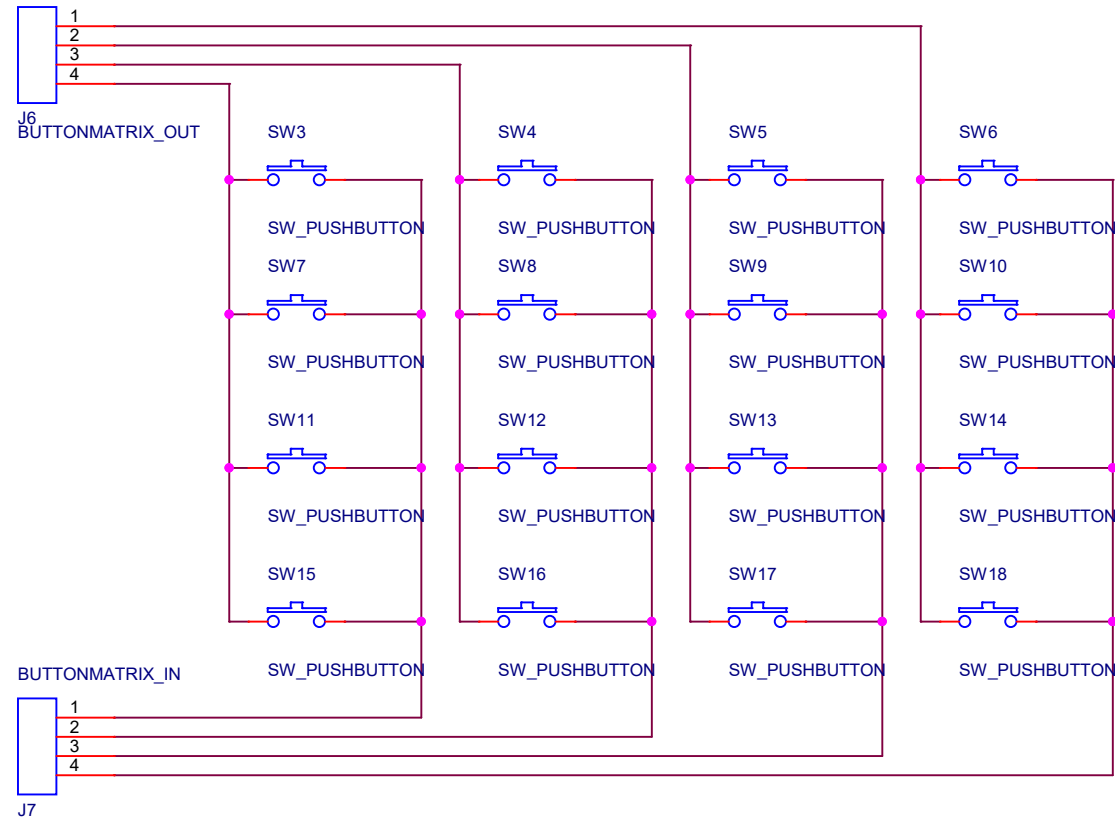 1
2
3
4
J6
BUTTONMATRIX_OUT
SW3 SW4 SW5 SW6
SW_PUSHBUTTON SW_PUSHBUTTON SW_PUSHBUTTON SW_PUSHBUTTON
SW7 SW8 SW9 SW10
SW_PUSHBUTTON SW_PUSHBUTTON SW_PUSHBUTTON SW_PUSHBUTTON
SW11 SW12 SW13 SW14
SW_PUSHBUTTON SW_PUSHBUTTON SW_PUSHBUTTON SW_PUSHBUTTON
SW15 SW16 SW17 SW18
SW_PUSHBUTTON SW_PUSHBUTTON SW_PUSHBUTTON SW_PUSHBUTTON
BUTTONMATRIX_IN
1
2
3
4
J7